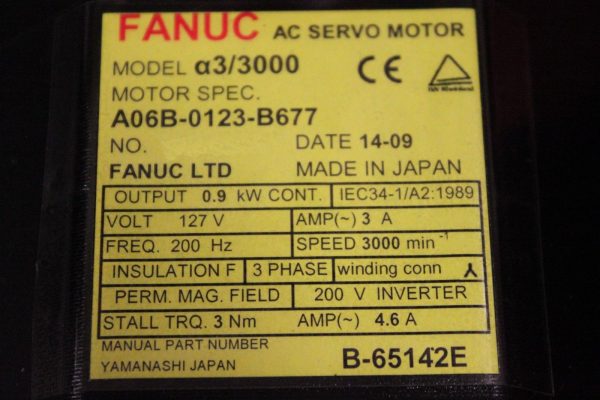 FANUC AC SERVO MOTOR
MODEL α3/3000
CE
MOTOR SPEC.
A06B-0123-B677
NO. DATE 14-09
FANUC LTD MADE IN JAPAN
OUTPUT 0.9 kW CONT. IEC34-1/A2:1989
VOLT 127 V AMP(~) 3 A
FREQ. 200 Hz SPEED 3000 min⁻¹
INSULATION F 3 PHASE winding conn
PERM. MAG. FIELD 200 V INVERTER
STALL TRQ. 3 Nm AMP(~) 4.6 A
MANUAL PART NUMBER
YAMANASHI JAPAN B-65142E